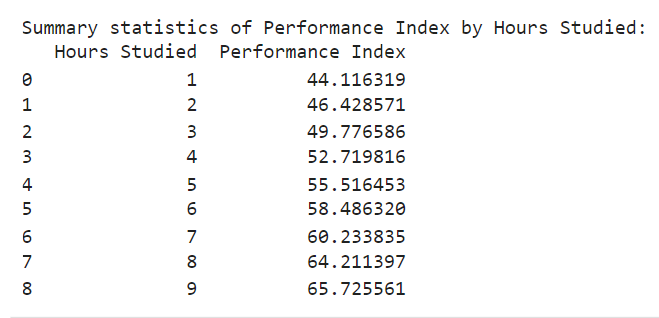 Summary statistics of Performance Index by Hours Studied:
Hours Studied Performance Index
0 1 44.116319
1 2 46.428571
2 3 49.776586
3 4 52.719816
4 5 55.516453
5 6 58.486320
6 7 60.233835
7 8 64.211397
8 9 65.725561